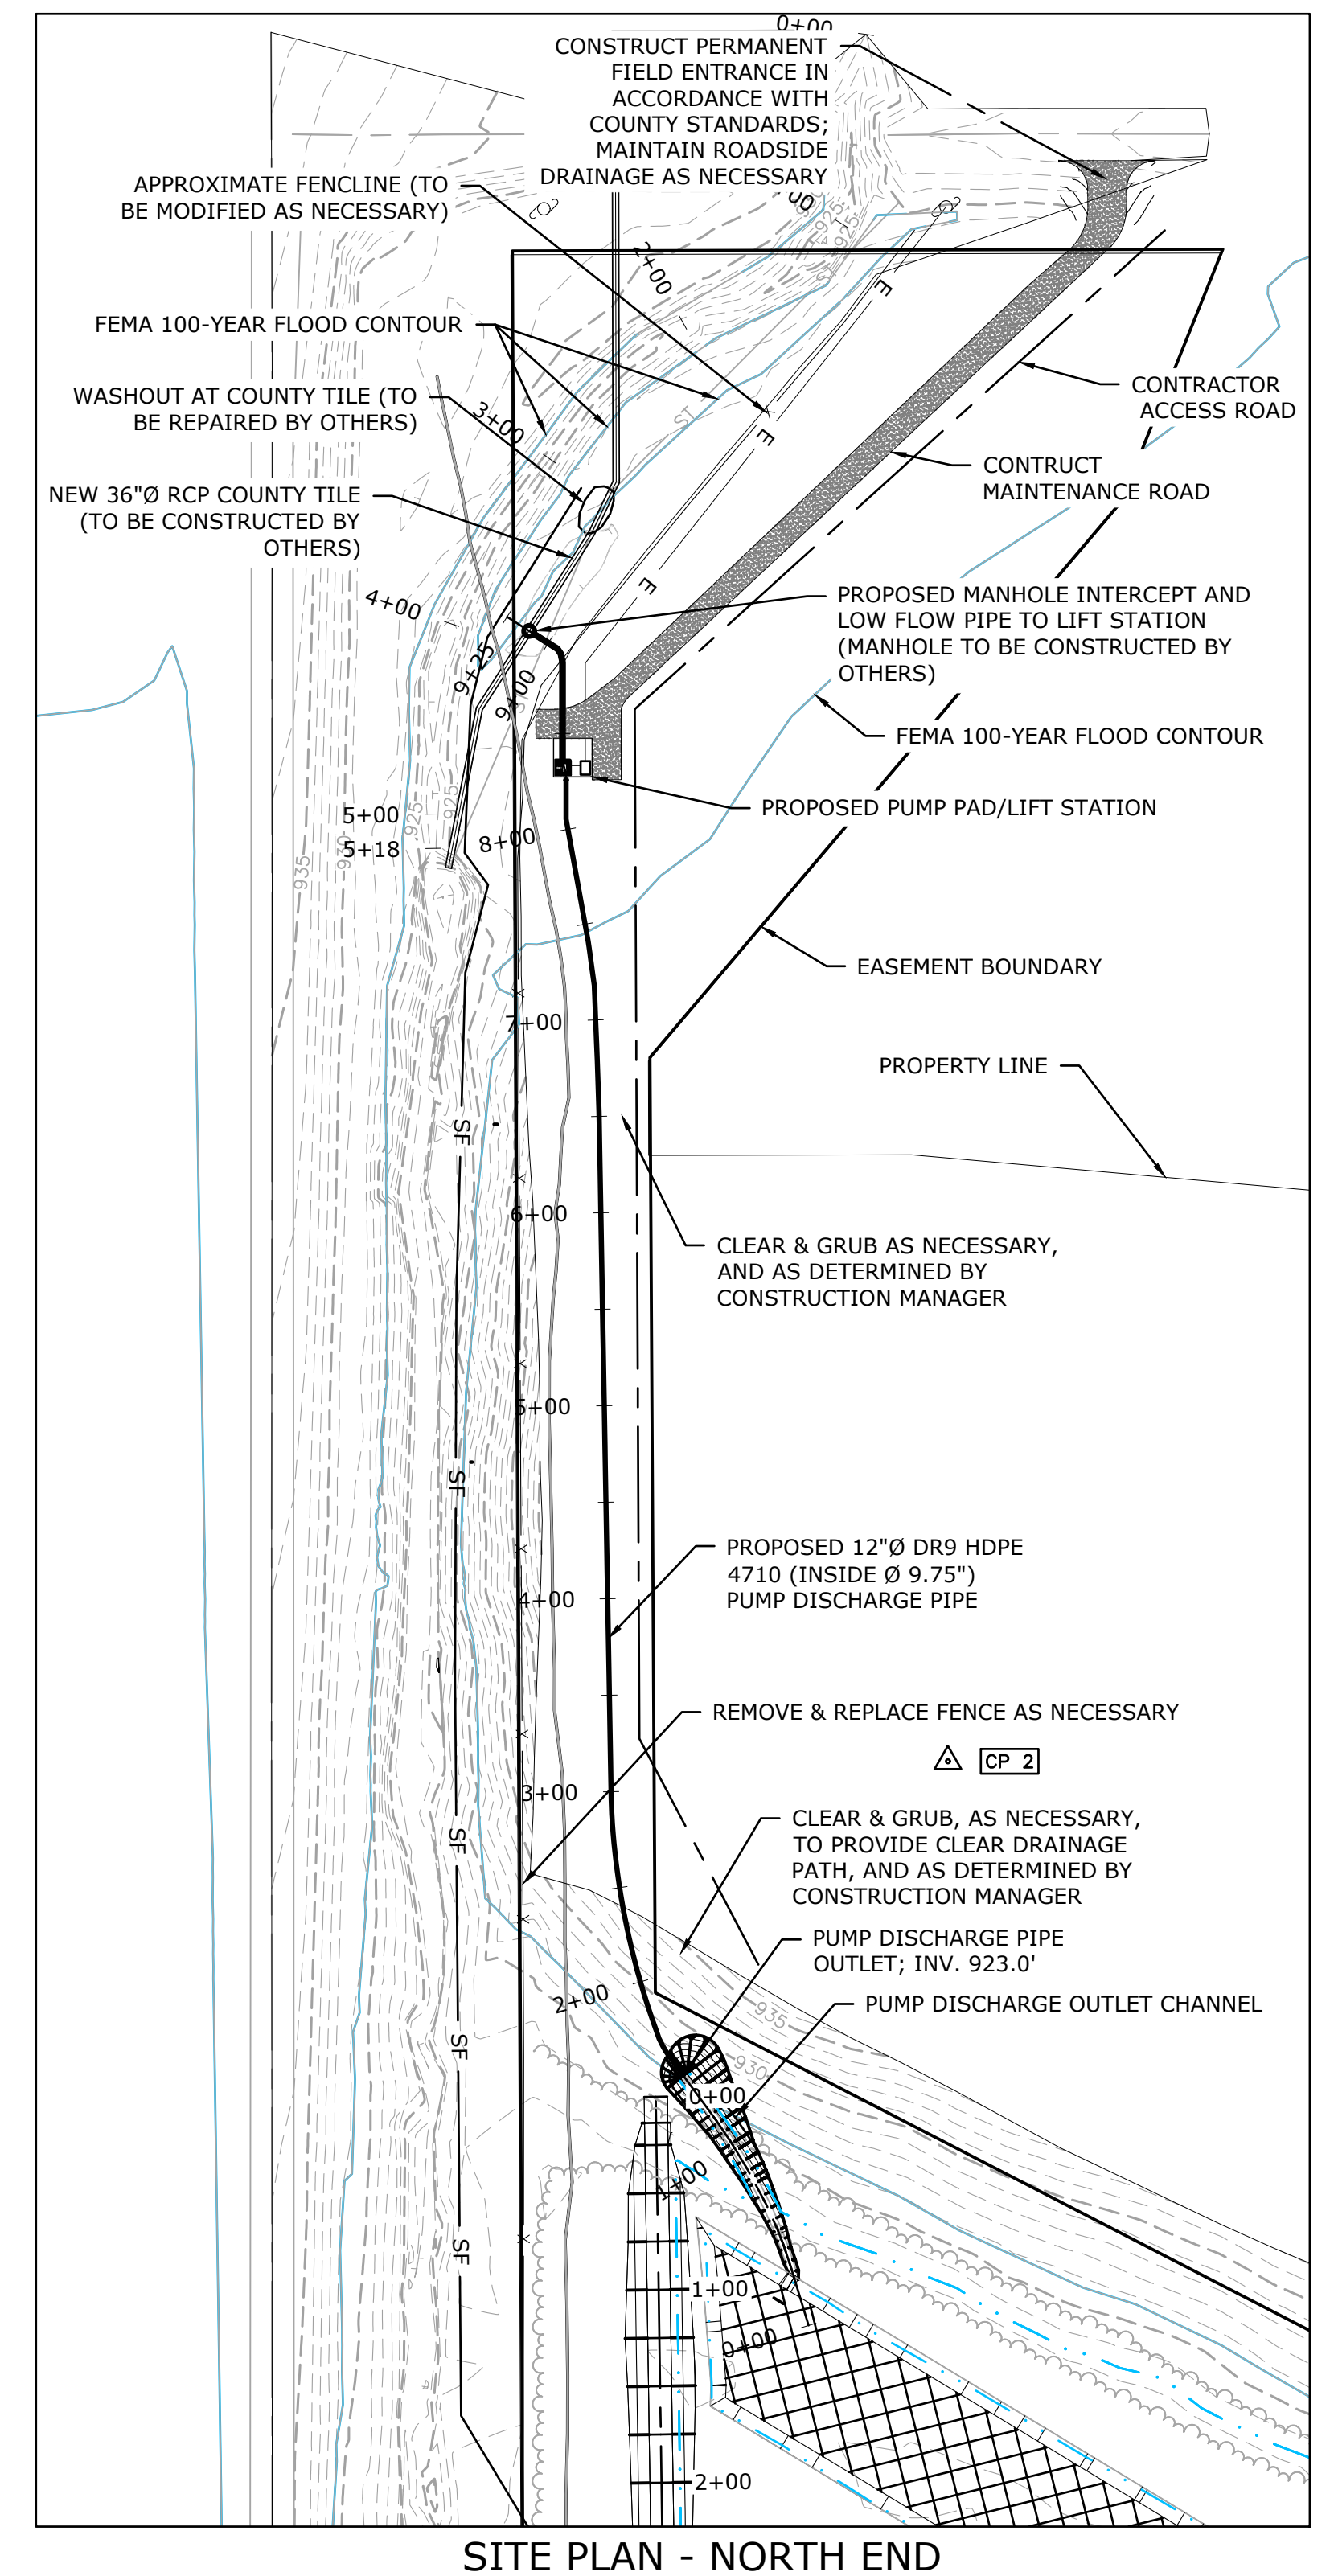 0+00
CONSTRUCT PERMANENT
FIELD ENTRANCE IN
ACCORDANCE WITH
COUNTY STANDARDS;
MAINTAIN ROADSIDE
DRAINAGE AS NECESSARY
APPROXIMATE FENCLINE (TO
BE MODIFIED AS NECESSARY)
925
925
2+00
E
FEMA 100-YEAR FLOOD CONTOUR
WASHOUT AT COUNTY TILE (TO
BE REPAIRED BY OTHERS)
3+00
ST
E
CONTRACTOR
ACCESS ROAD
CONTRUCT
MAINTENANCE ROAD
NEW 36"Ø RCP COUNTY TILE
(TO BE CONSTRUCTED BY
OTHERS)
4+00
E
PROPOSED MANHOLE INTERCEPT AND
LOW FLOW PIPE TO LIFT STATION
(MANHOLE TO BE CONSTRUCTED BY
OTHERS)
9+25
9+00
FEMA 100-YEAR FLOOD CONTOUR
PROPOSED PUMP PAD/LIFT STATION
5+00
5+18
935
930
925
925
8+00
EASEMENT BOUNDARY
7+00
PROPERTY LINE
SF
6+00
CLEAR & GRUB AS NECESSARY,
AND AS DETERMINED BY
CONSTRUCTION MANAGER
5+00
SF
PROPOSED 12"Ø DR9 HDPE
4710 (INSIDE Ø 9.75")
PUMP DISCHARGE PIPE
4+00
REMOVE & REPLACE FENCE AS NECESSARY
CP 2
3+00
SF
CLEAR & GRUB, AS NECESSARY,
TO PROVIDE CLEAR DRAINAGE
PATH, AND AS DETERMINED BY
CONSTRUCTION MANAGER
PUMP DISCHARGE PIPE
OUTLET; INV. 923.0'
2+00
PUMP DISCHARGE OUTLET CHANNEL
935
SF
930
0+00
1+00
SF
1+00
0+00
2+00
SITE PLAN - NORTH END